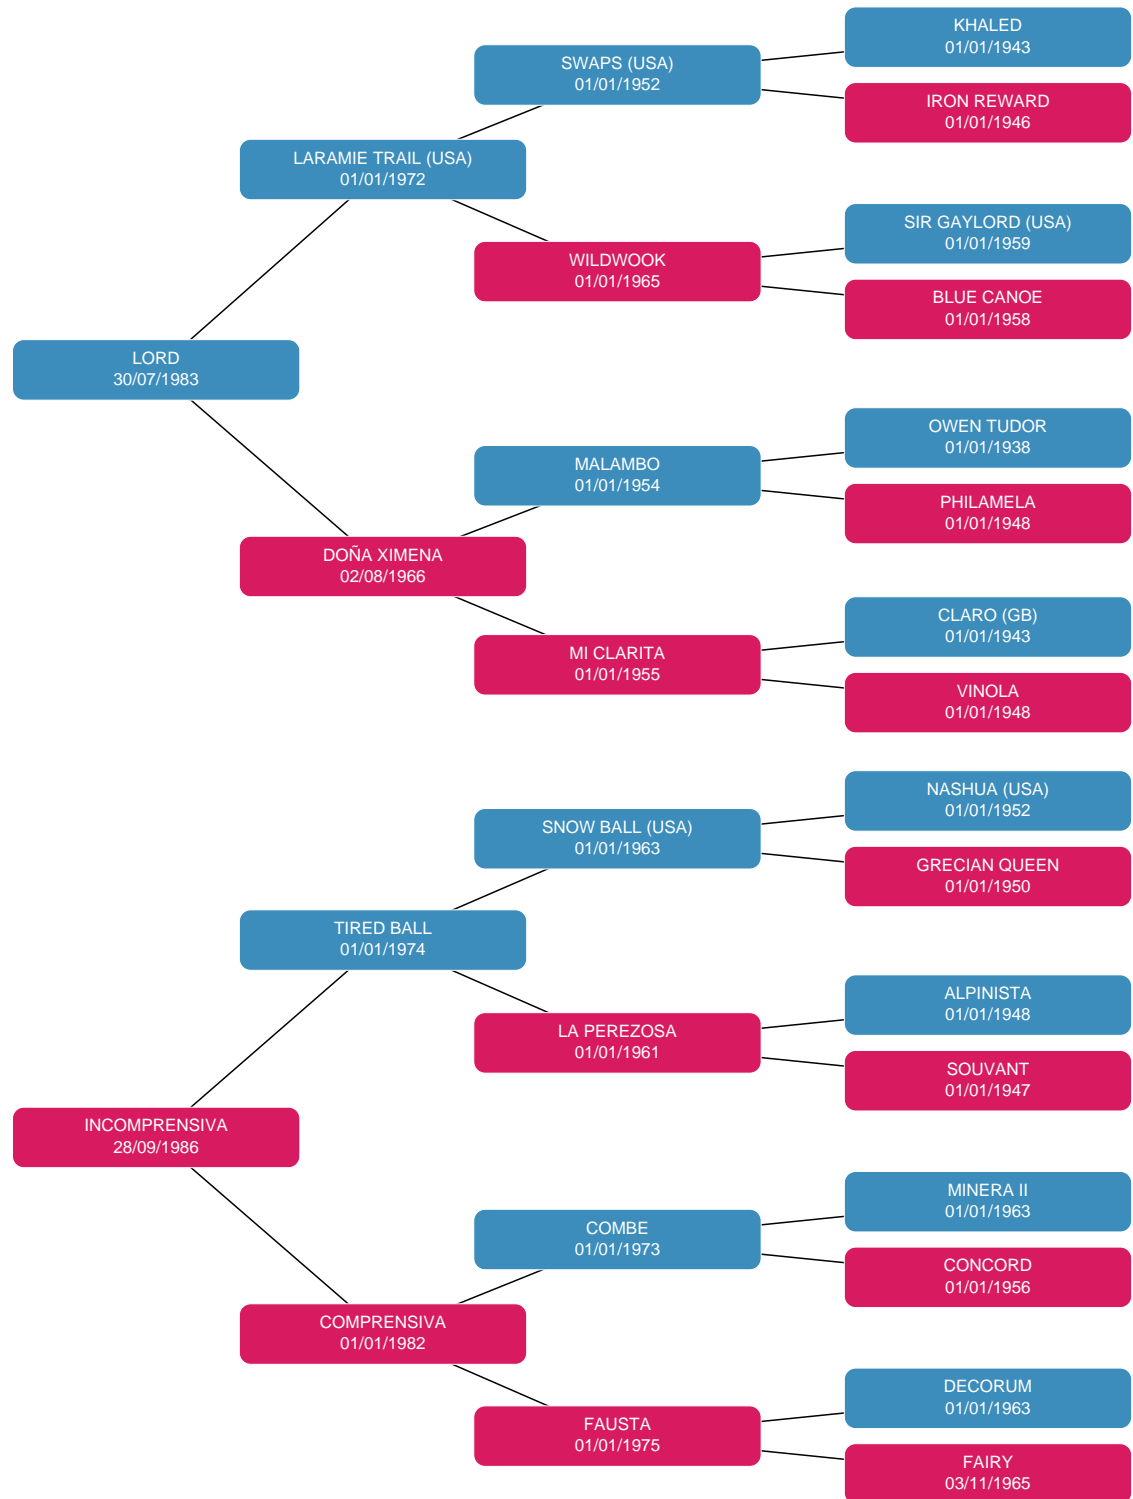 KHALED
01/01/1943
SWAPS (USA)
01/01/1952
IRON REWARD
01/01/1946
LARAMIE TRAIL (USA)
01/01/1972
SIR GAYLORD (USA)
01/01/1959
WILDWOOK
01/01/1965
BLUE CANOE
01/01/1958
LORD
30/07/1983
OWEN TUDOR
01/01/1938
MALAMBO
01/01/1954
PHILAMELA
01/01/1948
DOÑA XIMENA
02/08/1966
CLARO (GB)
01/01/1943
MI CLARITA
01/01/1955
VINOLA
01/01/1948
NASHUA (USA)
01/01/1952
SNOW BALL (USA)
01/01/1963
GRECIAN QUEEN
01/01/1950
TIRED BALL
01/01/1974
ALPINISTA
01/01/1948
LA PEREZOSA
01/01/1961
SOUVANT
01/01/1947
INCOMPRENSIVA
28/09/1986
MINERA II
01/01/1963
COMBE
01/01/1973
CONCORD
01/01/1956
COMPRENSIVA
01/01/1982
DECORUM
01/01/1963
FAUSTA
01/01/1975
FAIRY
03/11/1965